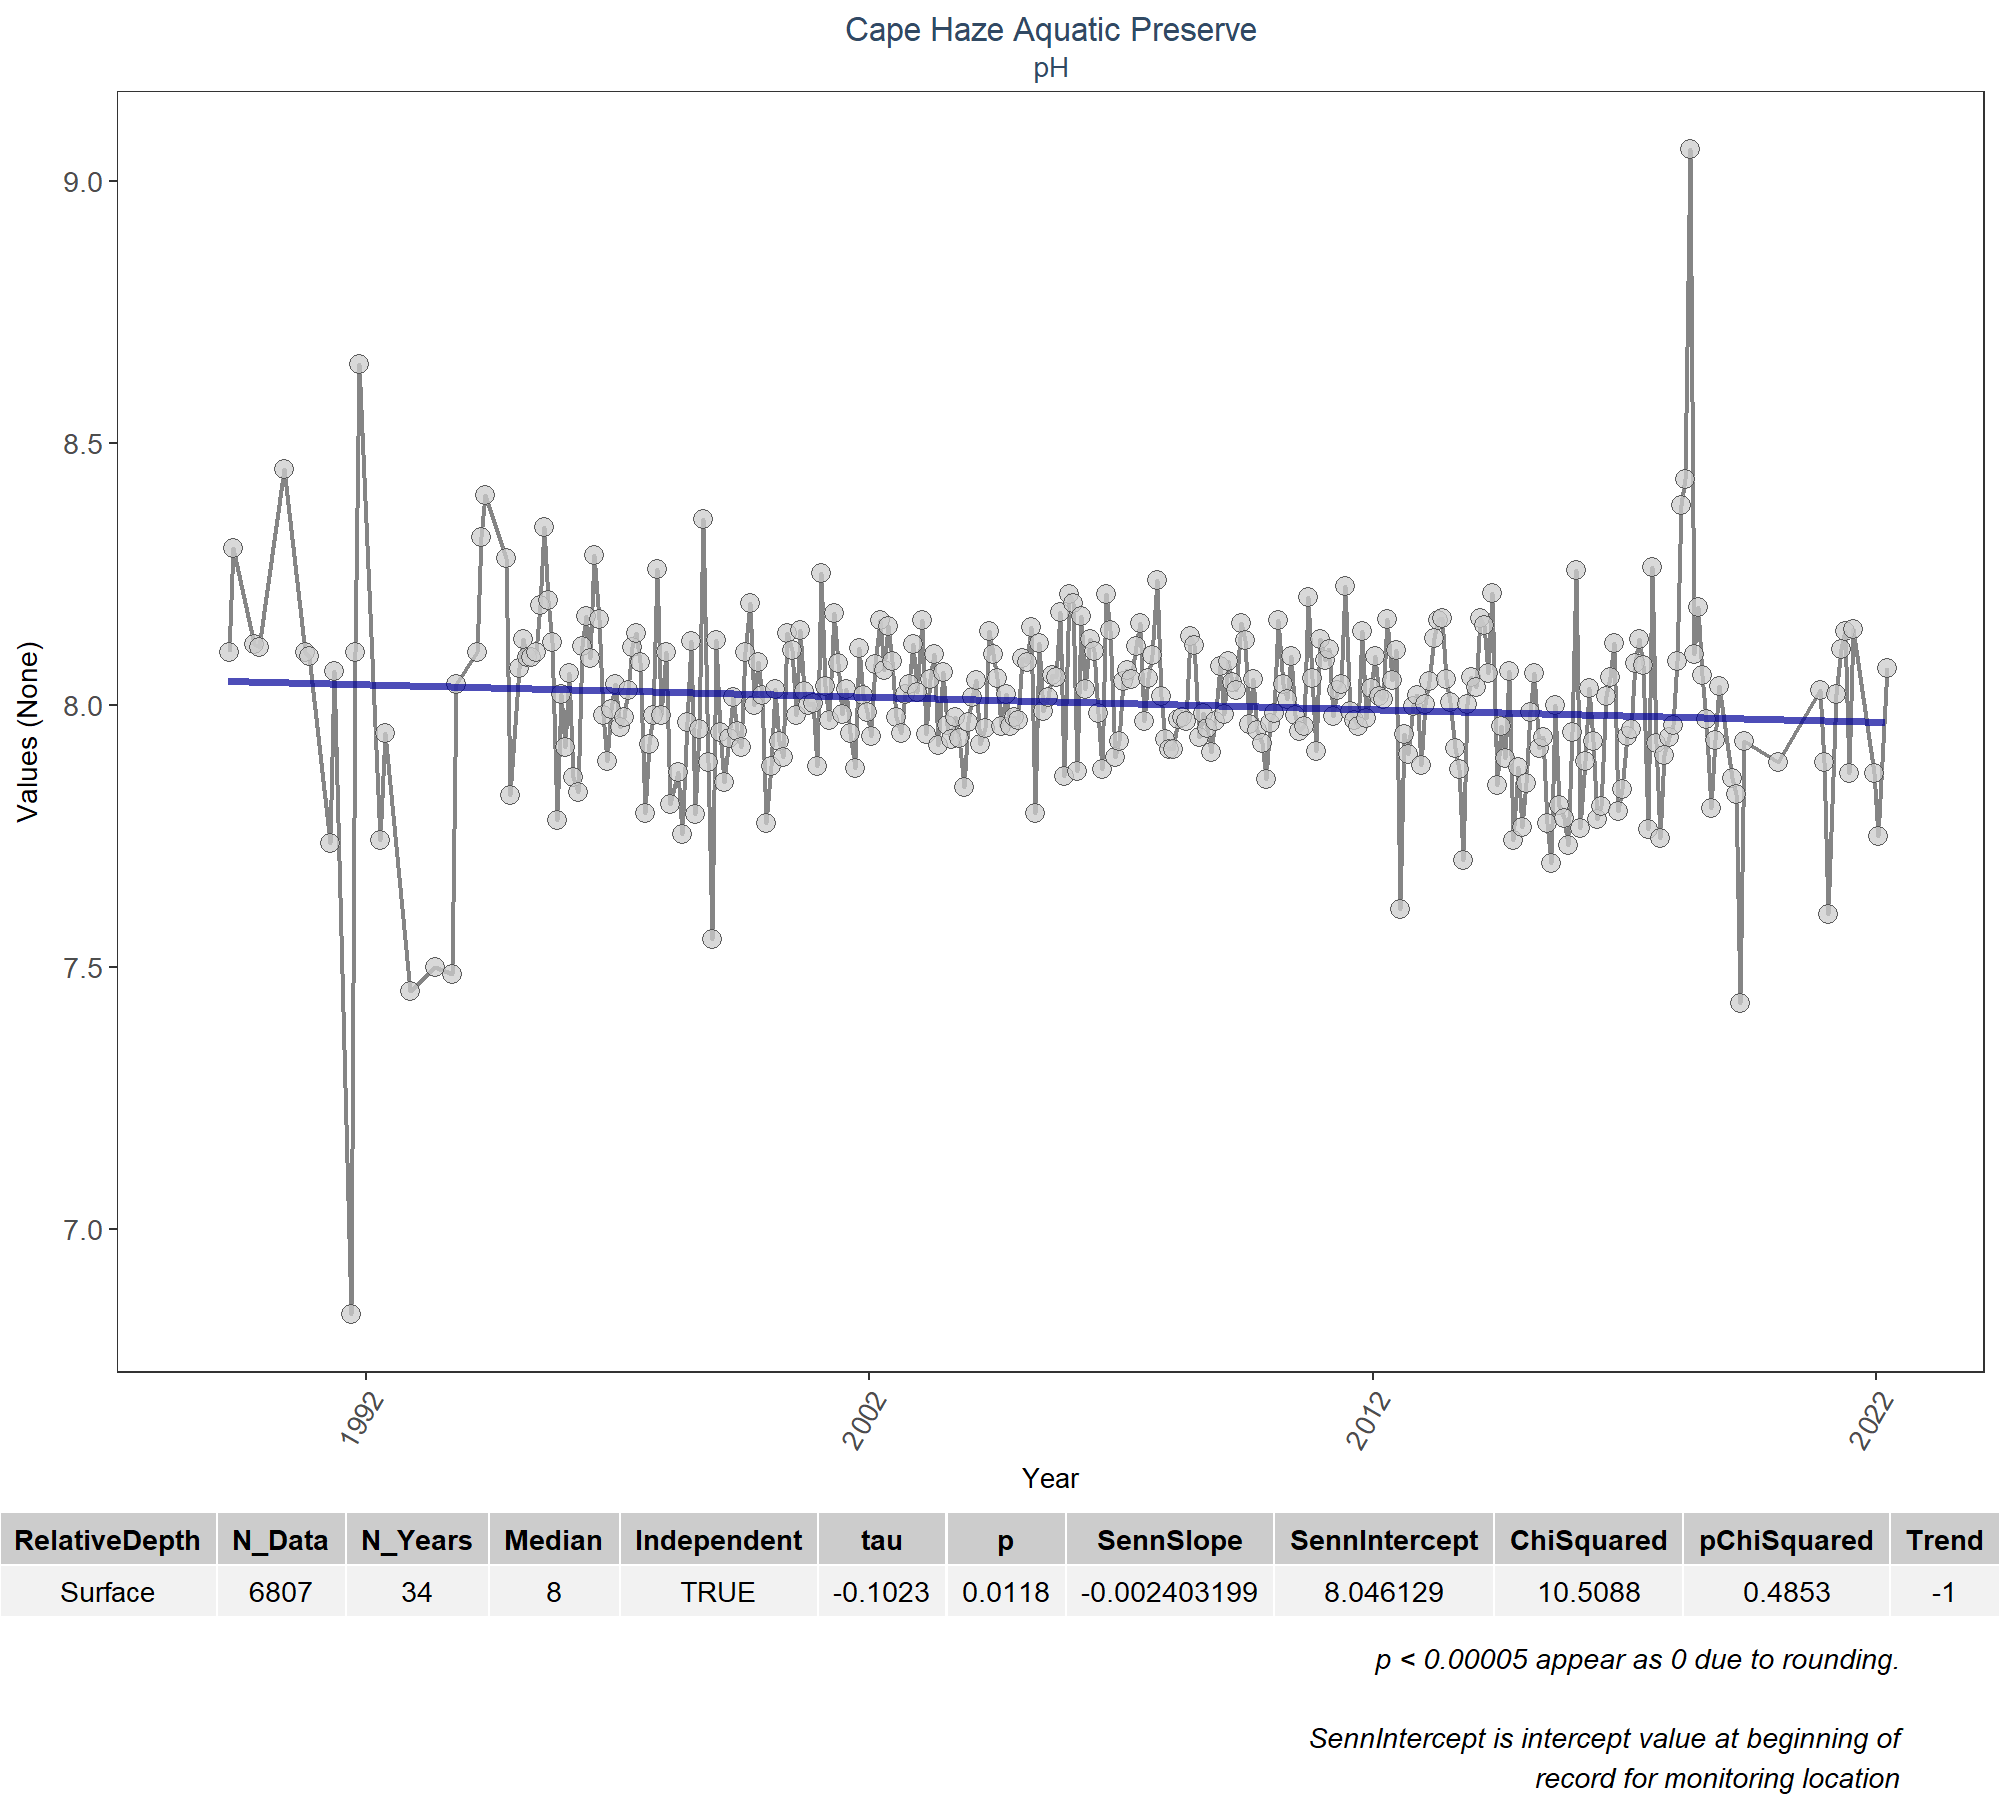 Cape Haze Aquatic Preserve
pH
Values (None)
9.0
8.5
8.0
7.5
7.0
1992
2002
2012
2022
Year
RelativeDepth N_Data N_Years Median Independent tau p SennSlope SennIntercept ChiSquared pChiSquared Trend
Surface 6807 34 8 TRUE -0.1023 0.0118 -0.002403199 8.046129 10.5088 0.4853 -1
p < 0.00005 appear as 0 due to rounding.
SennIntercept is intercept value at beginning of
record for monitoring location